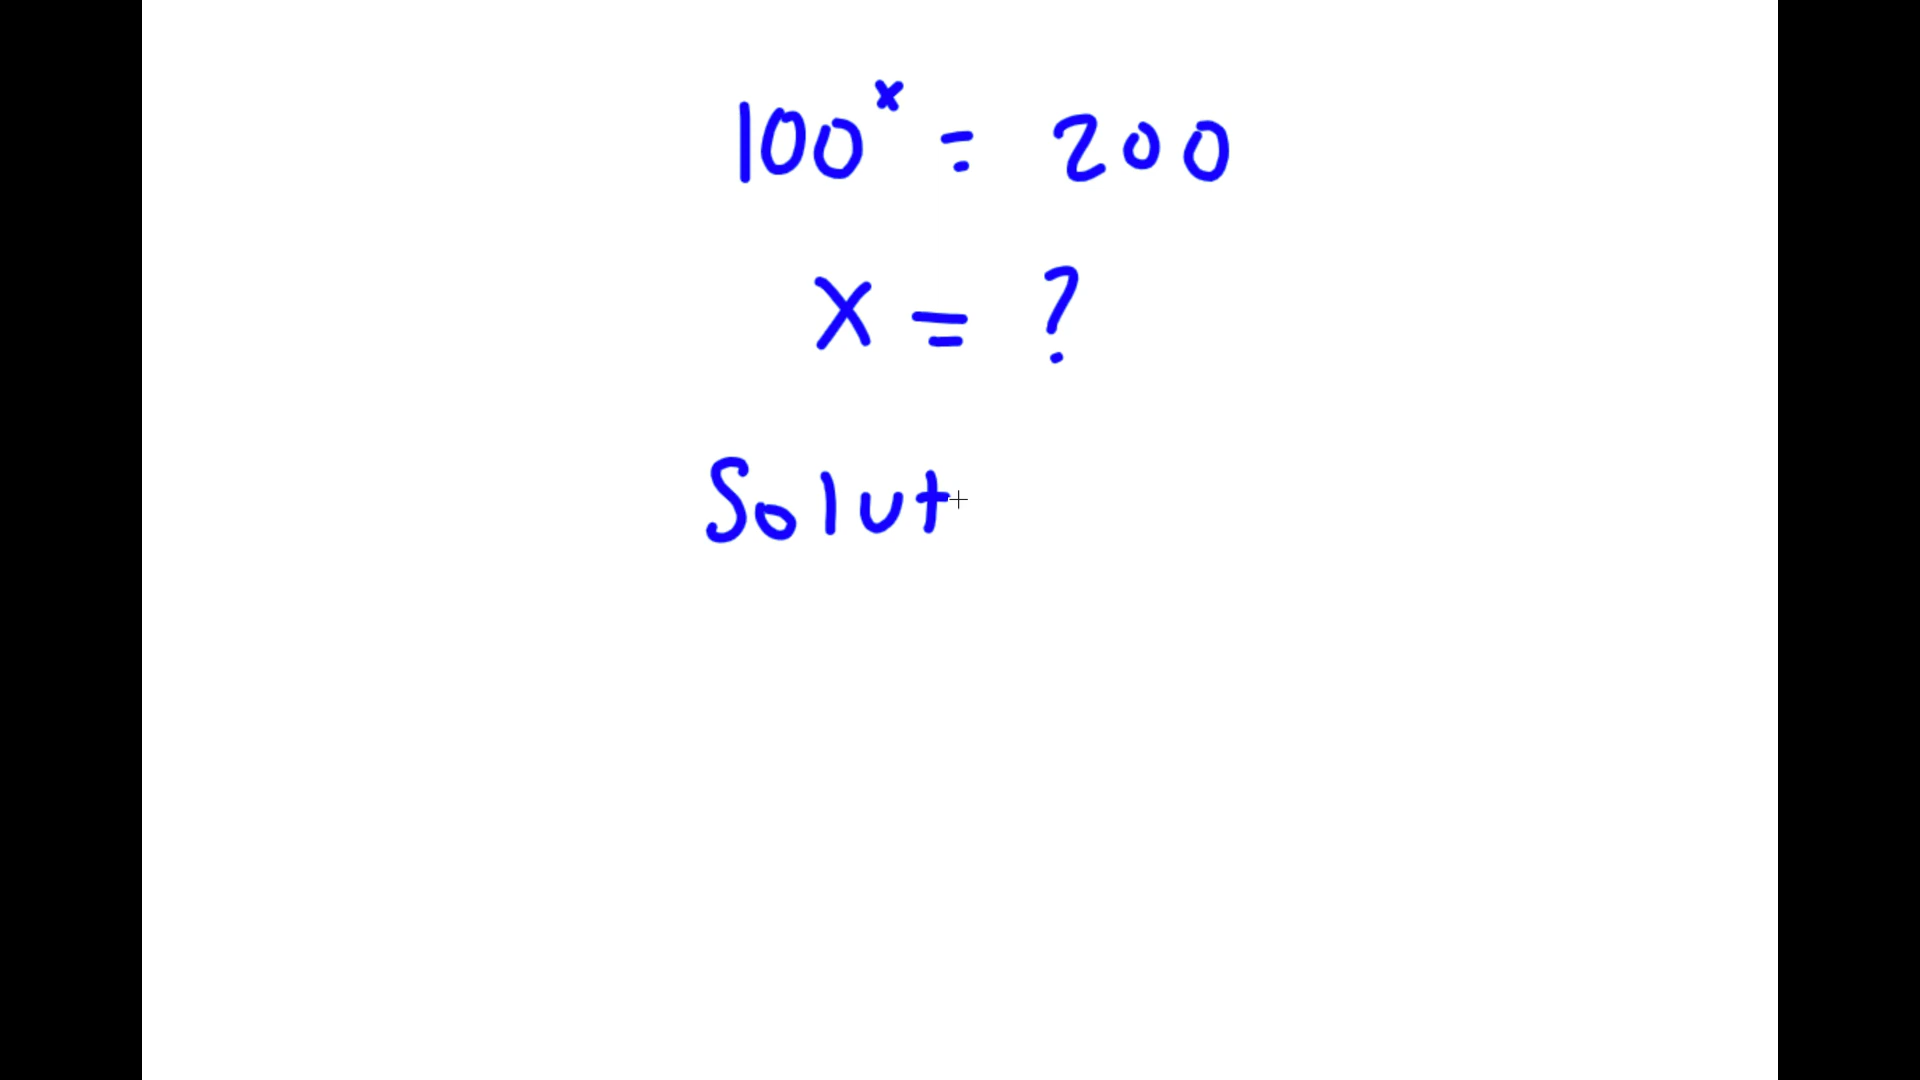 100^x = 200
x = ?
Solut